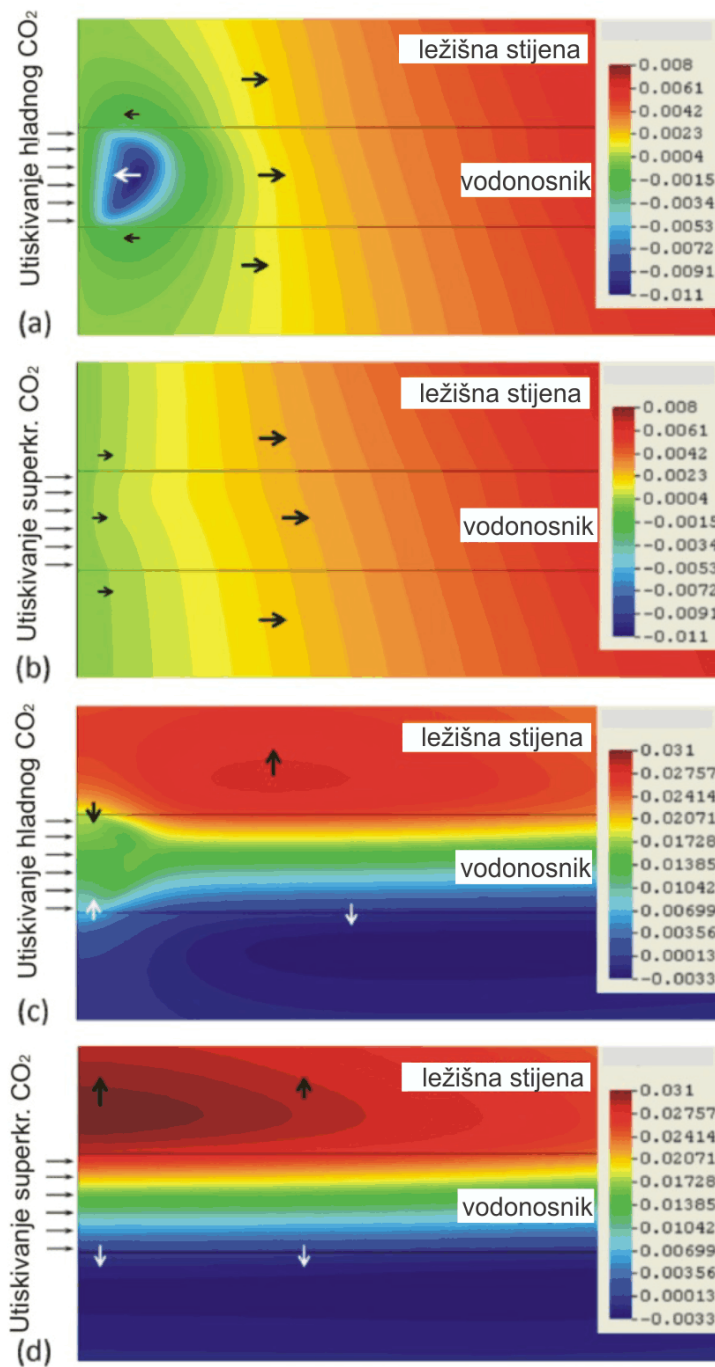 Utiskivanje hladnog CO₂
(a)
ležišna stijena
vodonosnik
0.008
0.0061
0.0042
0.0023
0.0004
-0.0015
-0.0034
-0.0072
-0.0091
-0.011
Utiskivanje superkr. CO₂
(b)
ležišna stijena
vodonosnik
0.008
0.0061
0.0042
0.0023
0.0004
-0.0015
-0.0034
-0.0072
-0.0091
-0.011
Utiskivanje hladnog CO₂
(c)
ležišna stijena
vodonosnik
0.031
0.02757
0.02414
0.02071
0.01728
0.01385
0.01042
0.00699
0.00356
0.00013
-0.0033
Utiskivanje superkr. CO₂
(d)
ležišna stijena
vodonosnik
0.031
0.02757
0.02414
0.02071
0.01728
0.01385
0.01042
0.00699
0.00356
0.00013
-0.0033